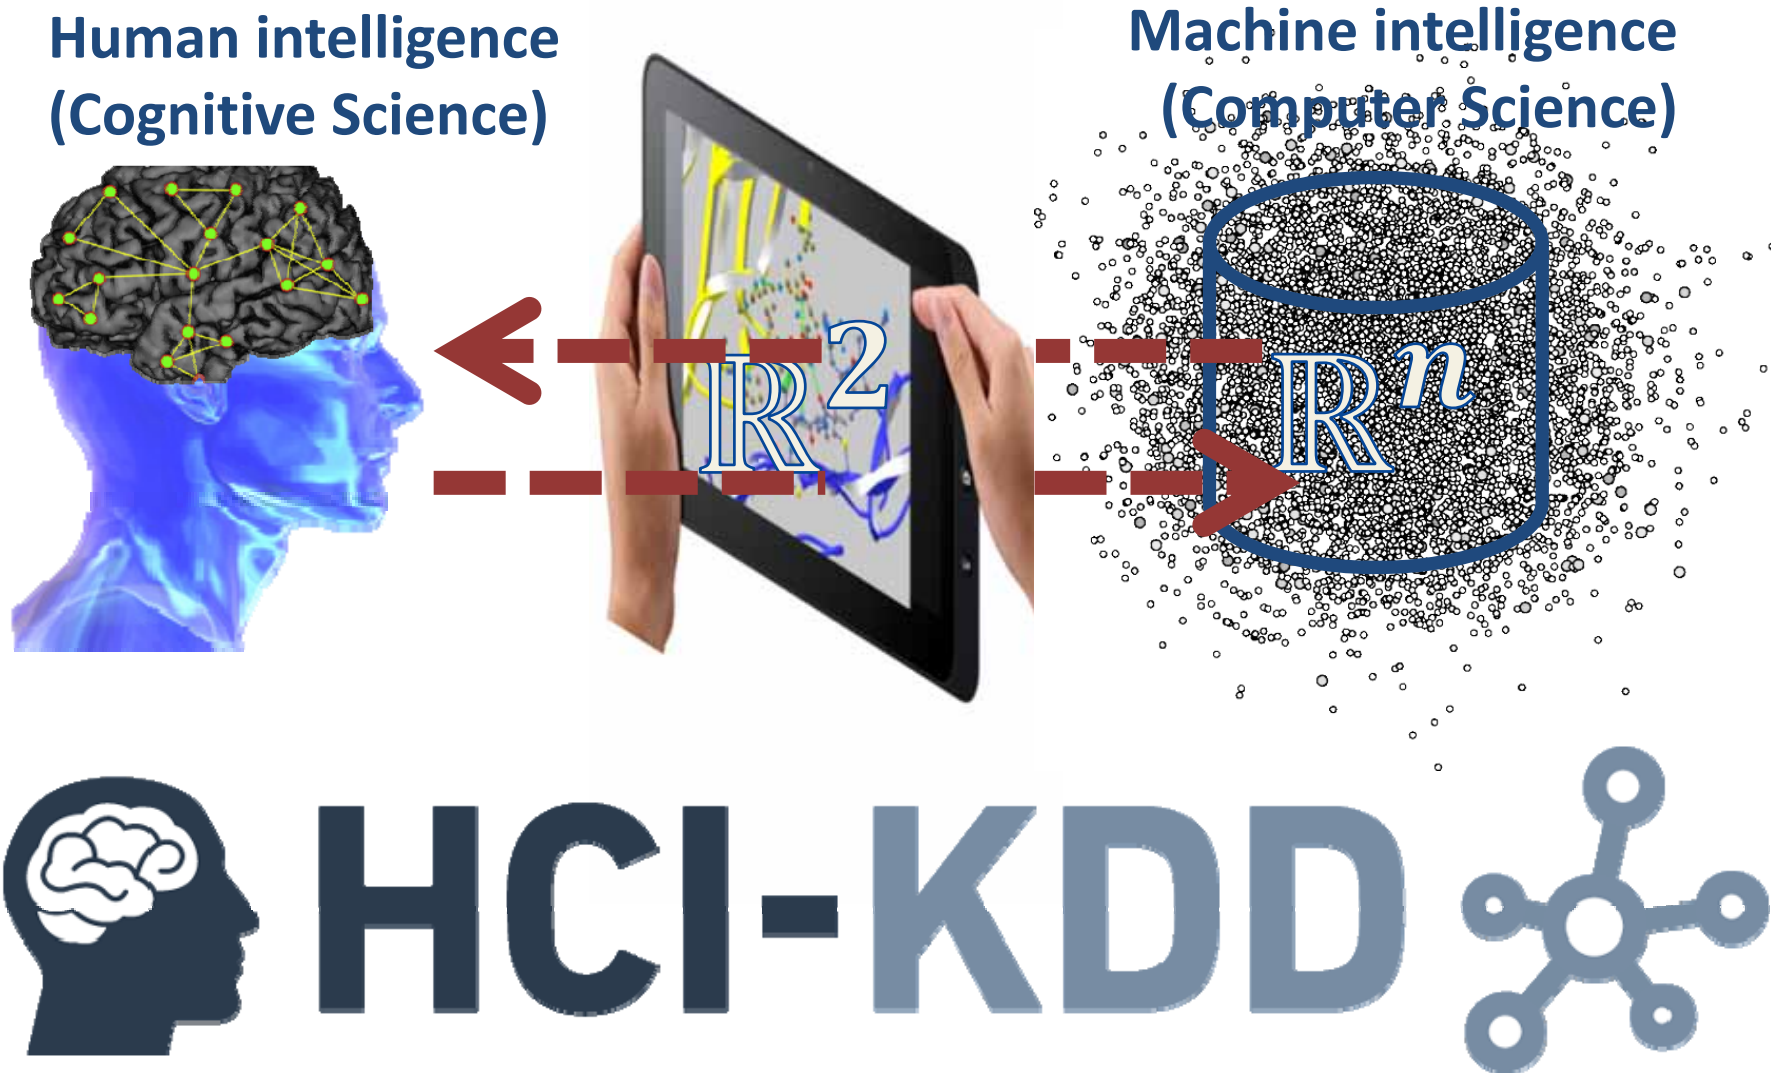 Human intelligence
(Cognitive Science)
Machine intelligence
(Computer Science)
ℝ²
ℝⁿ
HCI-KDD